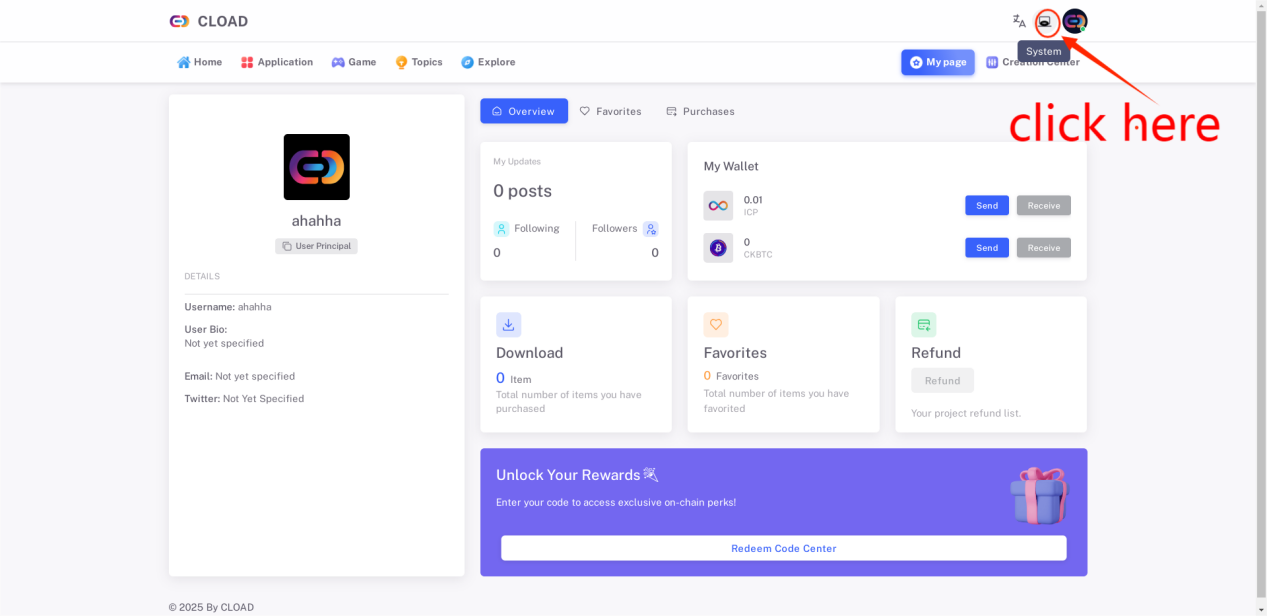 CLOAD
System
Home
Application
Game
Topics
Explore
My page
Creation Center
click here
ahahha
User Principal
DETAILS
Username: ahahha
User Bio:
Not yet specified
Email: Not yet specified
Twitter: Not Yet Specified
Overview
Favorites
Purchases
My Updates
0 posts
Following
Followers
0
0
My Wallet
0.01
ICP
Send
Receive
0
CKBTC
Send
Receive
Download
0 Item
Total number of items you have
purchased
Favorites
0 Favorites
Total number of items you have
favorited
Refund
Refund
Your project refund list.
Unlock Your Rewards
Enter your code to access exclusive on-chain perks!
Redeem Code Center
© 2025 By CLOAD